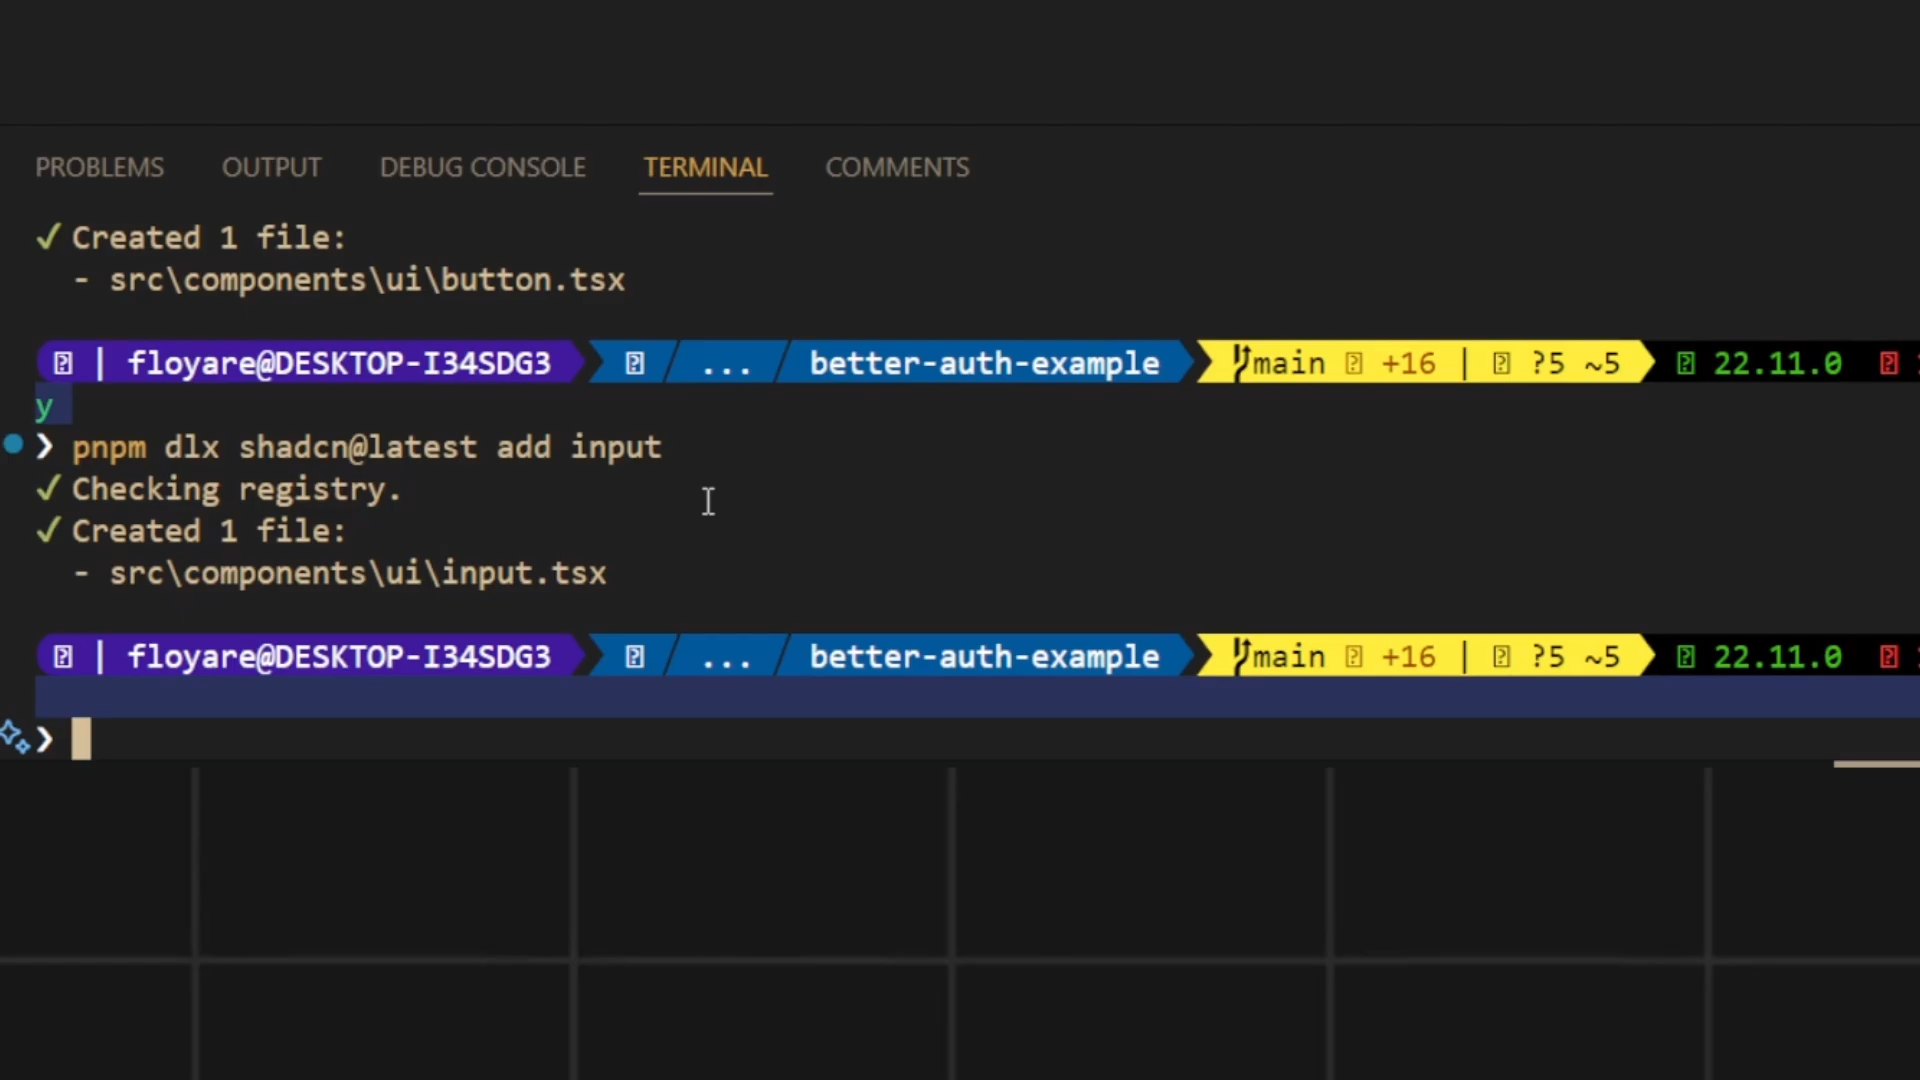 PROBLEMS OUTPUT DEBUG CONSOLE TERMINAL COMMENTS
✓ Created 1 file:
- src\components\ui\button.tsx
| floyare@DESKTOP-I34SDG3 ... better-auth-example main +16 | ?5 ~5 22.11.0
y
❯ pnpm dlx shadcn@latest add input
✓ Checking registry.
✓ Created 1 file:
- src\components\ui\input.tsx
| floyare@DESKTOP-I34SDG3 ... better-auth-example main +16 | ?5 ~5 22.11.0
❯